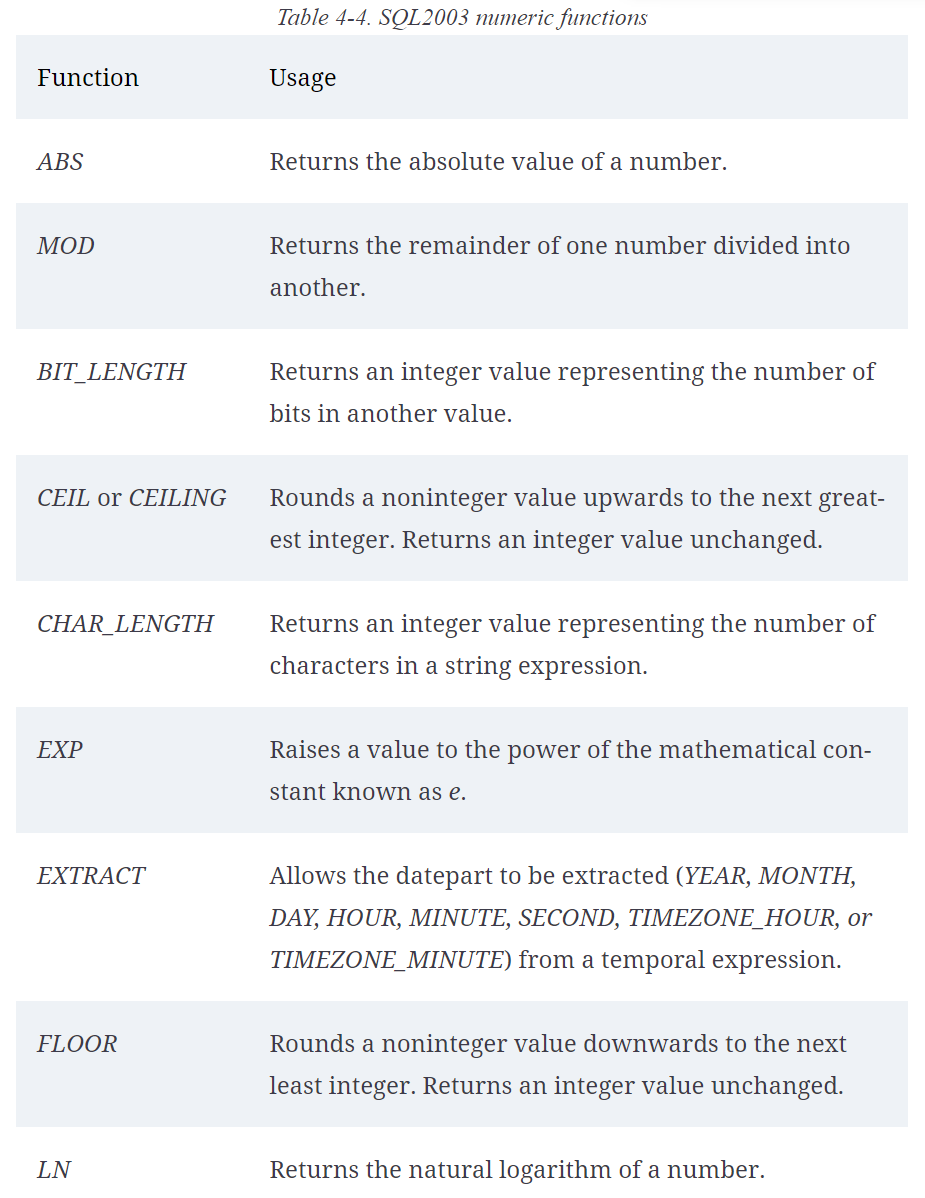 Table 4-4. SQL2003 numeric functions
Function Usage
ABS Returns the absolute value of a number.
MOD Returns the remainder of one number divided into
another.
BIT_LENGTH Returns an integer value representing the number of
bits in another value.
CEIL or CEILING Rounds a noninteger value upwards to the next great-
est integer. Returns an integer value unchanged.
CHAR_LENGTH Returns an integer value representing the number of
characters in a string expression.
EXP Raises a value to the power of the mathematical con-
stant known as e.
EXTRACT Allows the datepart to be extracted (YEAR, MONTH,
DAY, HOUR, MINUTE, SECOND, TIMEZONE_HOUR, or
TIMEZONE_MINUTE) from a temporal expression.
FLOOR Rounds a noninteger value downwards to the next
least integer. Returns an integer value unchanged.
LN Returns the natural logarithm of a number.